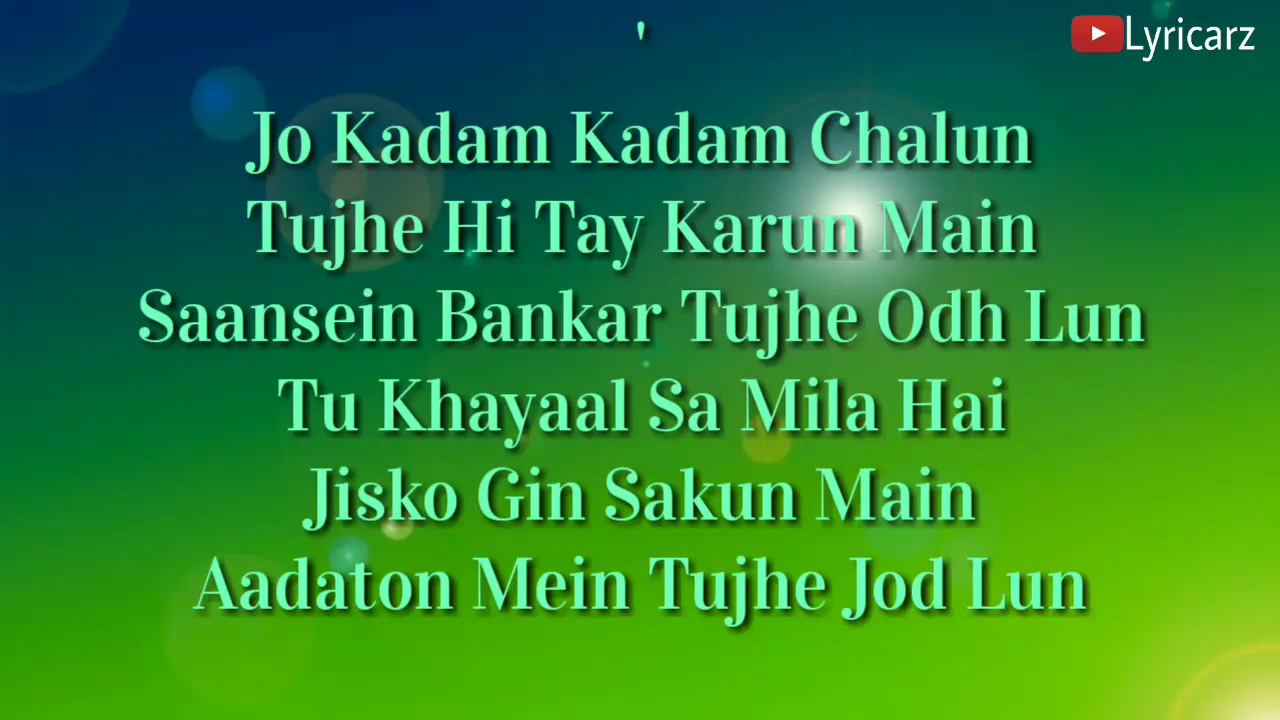 Lyricarz
'
Jo Kadam Kadam Chalun
Tujhe Hi Tay Karun Main
Saansein Bankar Tujhe Odh Lun
Tu Khayaal Sa Mila Hai
Jisko Gin Sakun Main
Aadaton Mein Tujhe Jod Lun